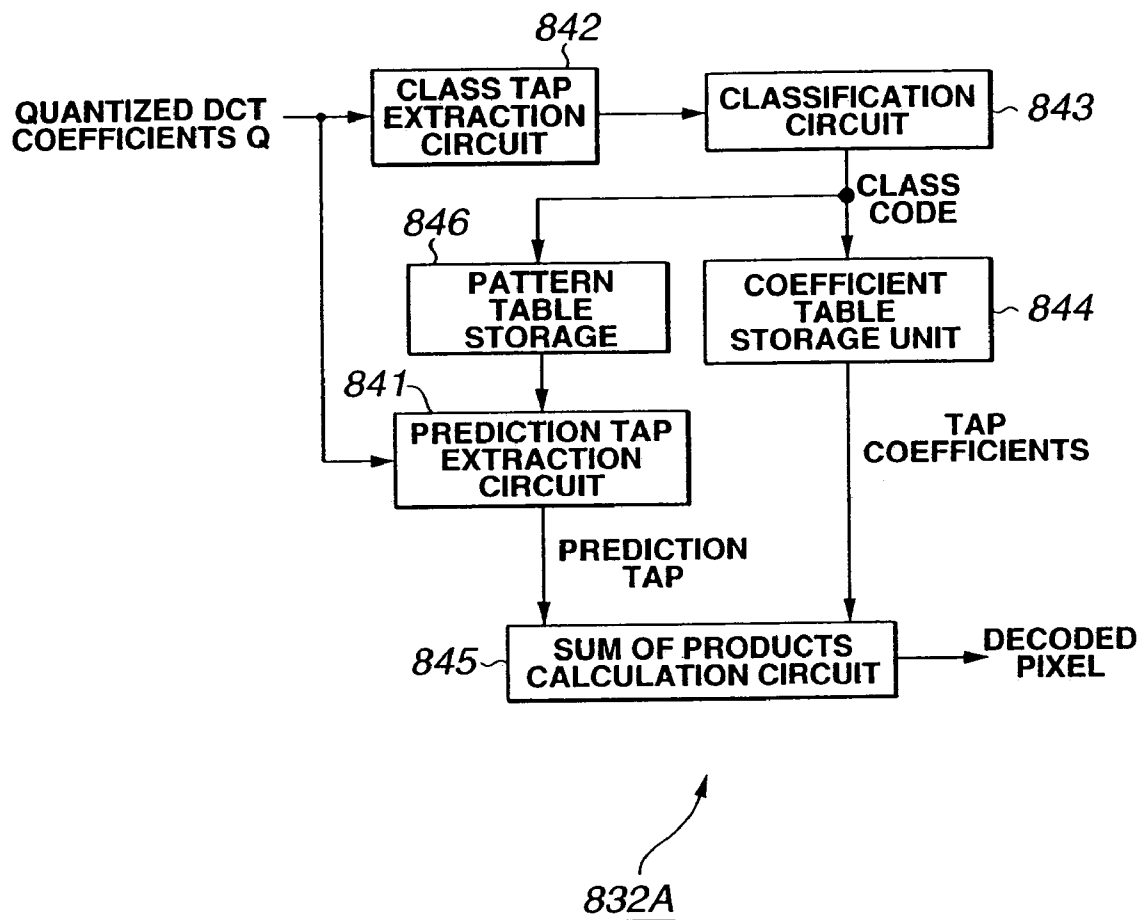 842
QUANTIZED DCT
COEFFICIENTS Q
CLASS TAP
EXTRACTION
CIRCUIT
CLASSIFICATION
CIRCUIT
843
CLASS
CODE
846
PATTERN
TABLE
STORAGE
COEFFICIENT
TABLE
STORAGE UNIT
844
841
PREDICTION TAP
EXTRACTION
CIRCUIT
TAP
COEFFICIENTS
PREDICTION
TAP
845
SUM OF PRODUCTS
CALCULATION CIRCUIT
DECODED
PIXEL
832A